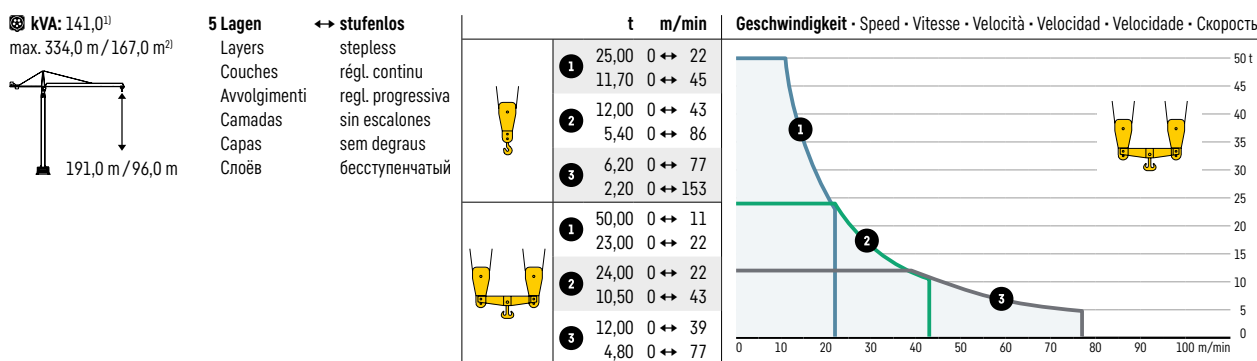 kVA: 141,0¹⁾
max. 334,0 m / 167,0 m²⁾
191,0 m / 96,0 m
5 Lagen ↔ stufenlos
Layers stepless
Couches régl. continu
Avvolgimenti regl. progressiva
Camadas sin escalones
Capas sem degraus
Слоёв бесступенчатый
t m/min
1 25,00 0 ↔ 22
11,70 0 ↔ 45
2 12,00 0 ↔ 43
5,40 0 ↔ 86
3 6,20 0 ↔ 77
2,20 0 ↔ 153
1 50,00 0 ↔ 11
23,00 0 ↔ 22
2 24,00 0 ↔ 22
10,50 0 ↔ 43
3 12,00 0 ↔ 39
4,80 0 ↔ 77
Geschwindigkeit · Speed · Vitesse · Velocità · Velocidad · Velocidade · Скорость
50 t
45
40
35
30
25
20
15
10
5
0
1
2
3
0 10 20 30 40 50 60 70 80 90 100 m/min